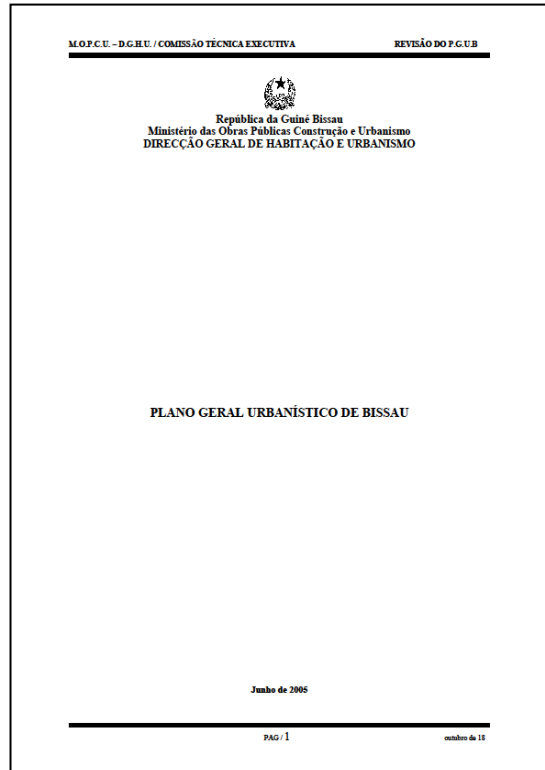 M.O.P.C.U. – D.G.H.U. / COMISSÃO TÉCNICA EXECUTIVA REVISÃO DO P.G.U.B
República da Guiné Bissau
Ministério das Obras Públicas Construção e Urbanismo
DIRECÇÃO GERAL DE HABITAÇÃO E URBANISMO
PLANO GERAL URBANÍSTICO DE BISSAU
Junho de 2005
PAG / 1 outubro de 18